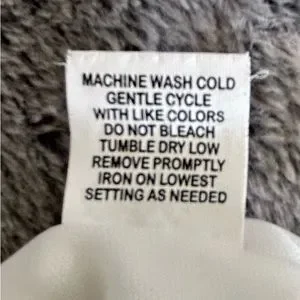 MACHINE WASH COLD
GENTLE CYCLE
WITH LIKE COLORS
DO NOT BLEACH
TUMBLE DRY LOW
REMOVE PROMPTLY
IRON ON LOWEST
SETTING AS NEEDED